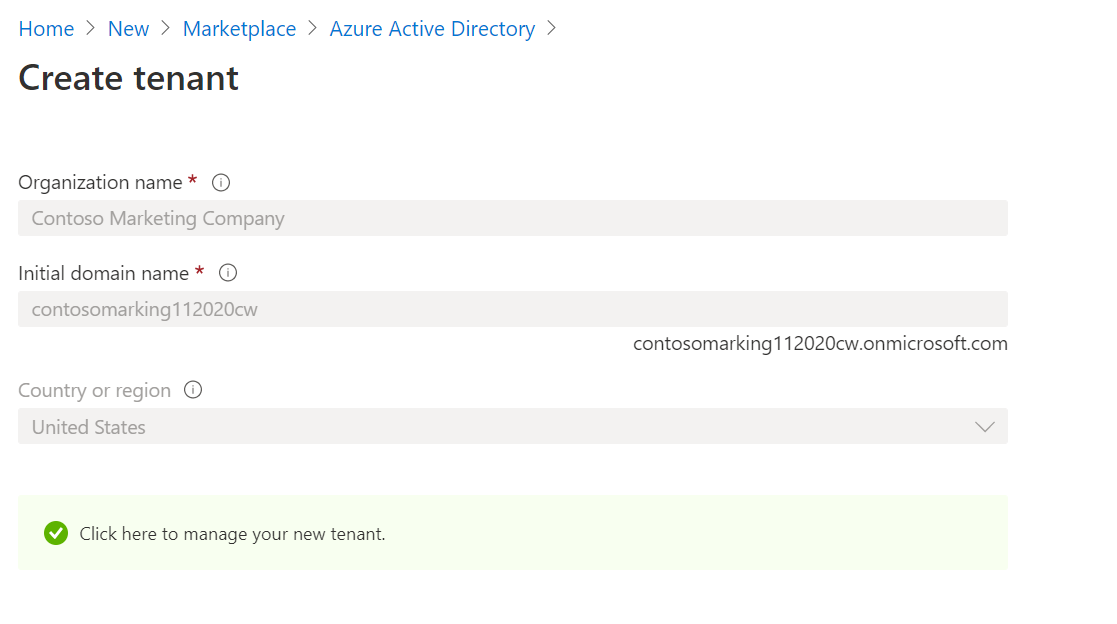 Home > New > Marketplace > Azure Active Directory >
Create tenant
Organization name *
Contoso Marketing Company
Initial domain name *
contosomarking112020cw
contosomarking112020cw.onmicrosoft.com
Country or region
United States
Click here to manage your new tenant.